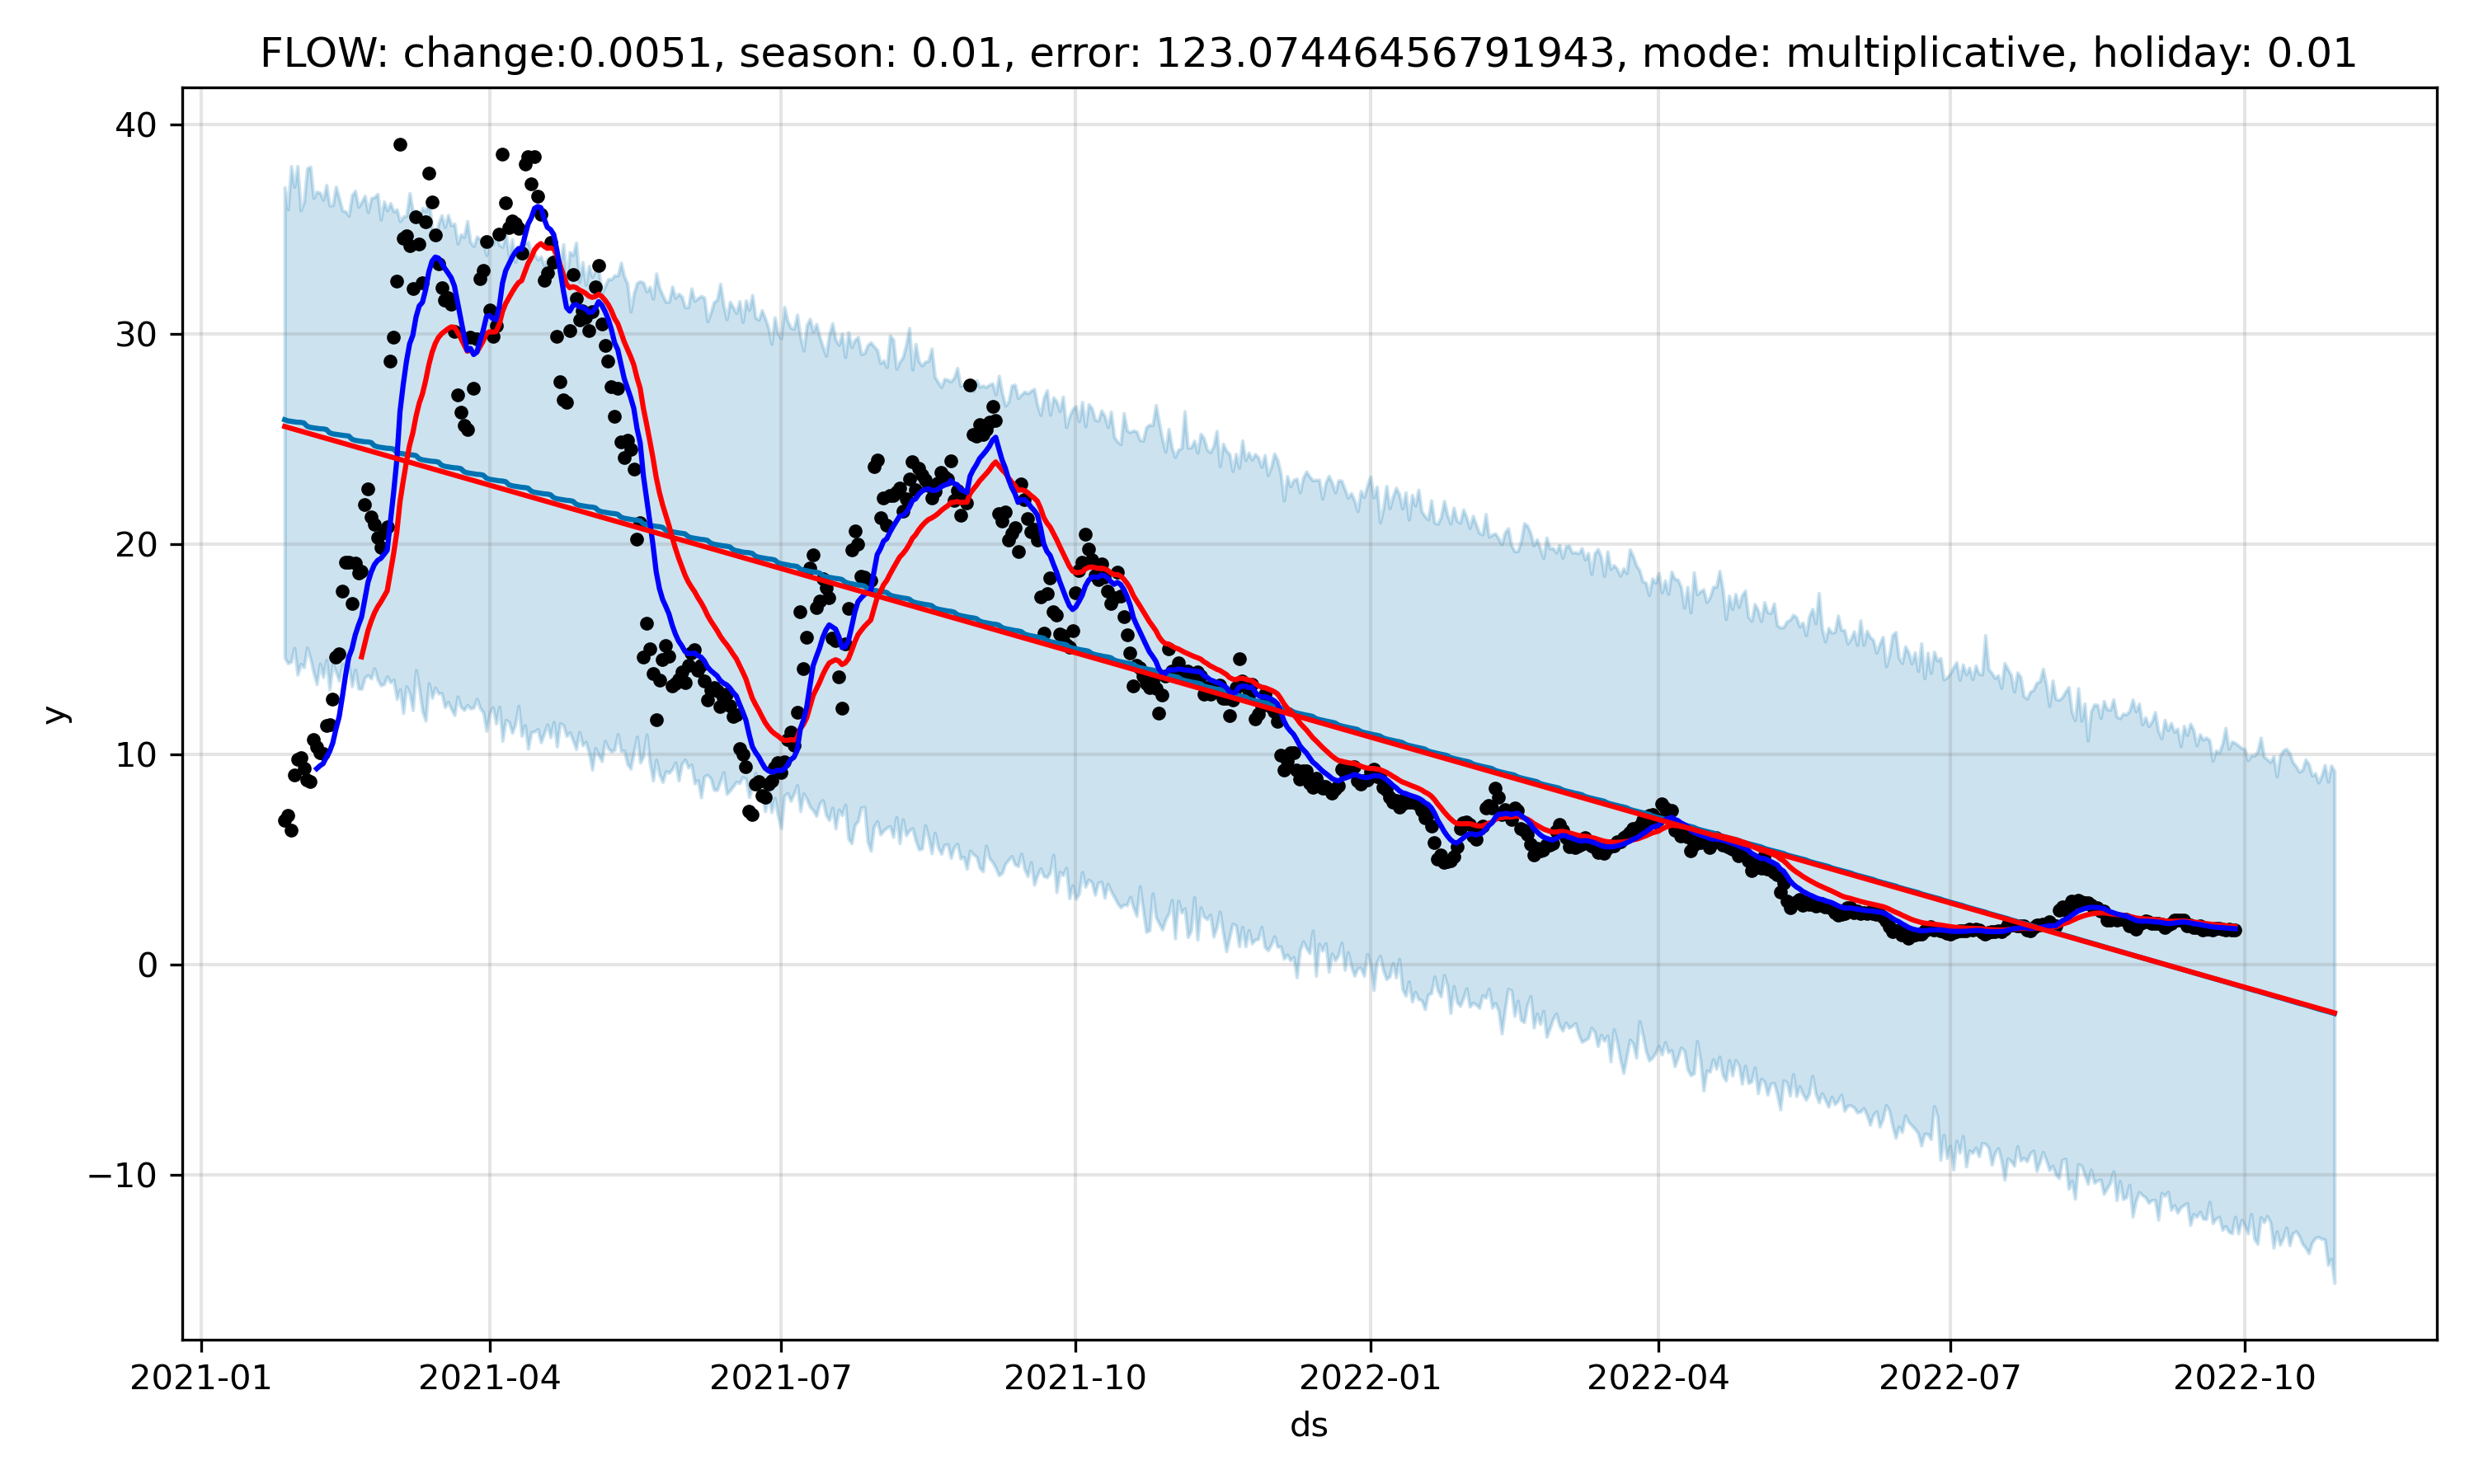 FLOW: change:0.0051, season: 0.01, error: 123.07446456791943, mode: multiplicative, holiday: 0.01
40
30
20
10
0
−10
y
2021-01 2021-04 2021-07 2021-10 2022-01 2022-04 2022-07 2022-10
ds